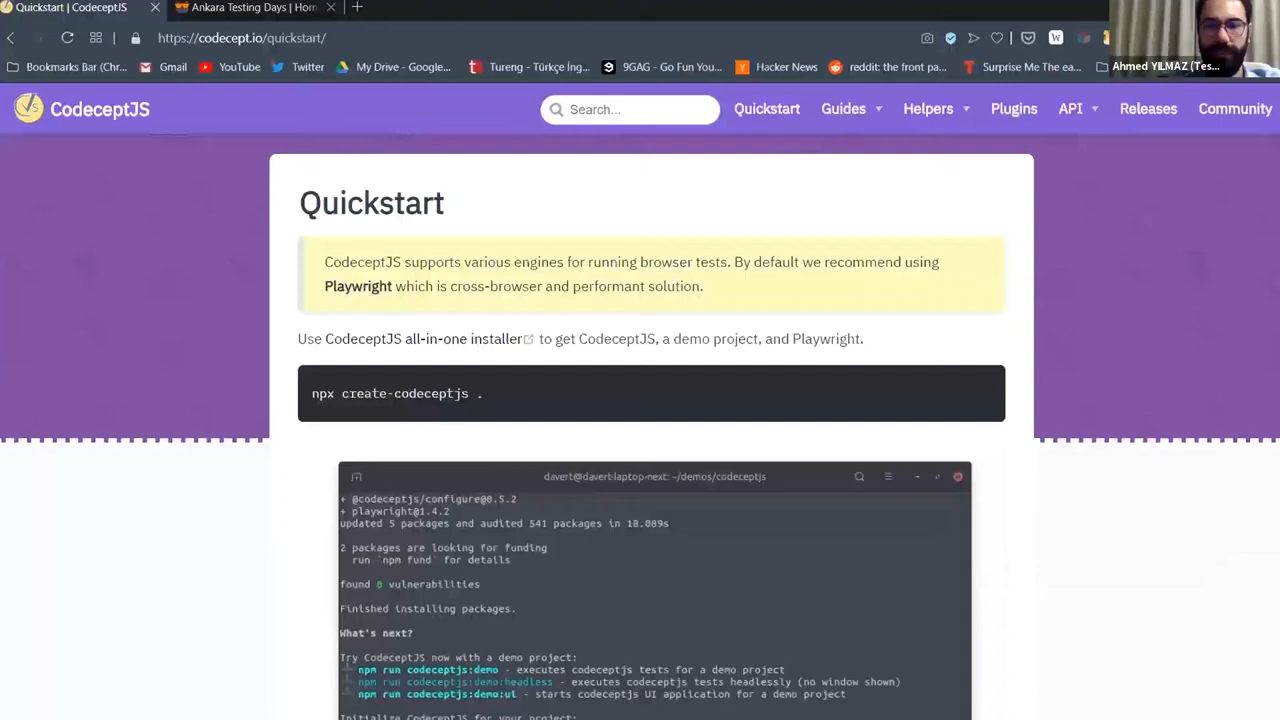 Quickstart | CodeceptJS
Ankara Testing Days | Hom
https://codecept.io/quickstart/
Bookmarks Bar (Chr...
Gmail
YouTube
Twitter
My Drive - Google...
Tureng - Türkçe İng...
9GAG - Go Fun You...
Hacker News
reddit: the front pa...
Surprise Me The ea...
Ahmed YILMAZ (Tes...
CodeceptJS
Search...
Quickstart
Guides
Helpers
Plugins
API
Releases
Community
Quickstart
CodeceptJS supports various engines for running browser tests. By default we recommend using
Playwright which is cross-browser and performant solution.
Use CodeceptJS all-in-one installer to get CodeceptJS, a demo project, and Playwright.
npx create-codeceptjs .
davert@davert-laptop-next: ~/demos/codeceptjs
+ @codeceptjs/configure@0.5.2
+ playwright@1.4.2
updated 5 packages and audited 541 packages in 18.089s
2 packages are looking for funding
run `npm fund` for details
found 0 vulnerabilities
Finished installing packages.
What's next?
Try CodeceptJS now with a demo project:
npm run codeceptjs:demo - executes codeceptjs tests for a demo project
npm run codeceptjs:demo:headless - executes codeceptjs tests headlessly (no window shown)
npm run codeceptjs:demo:ui - starts codeceptjs UI application for a demo project
Initialize CodeceptJS for your project: